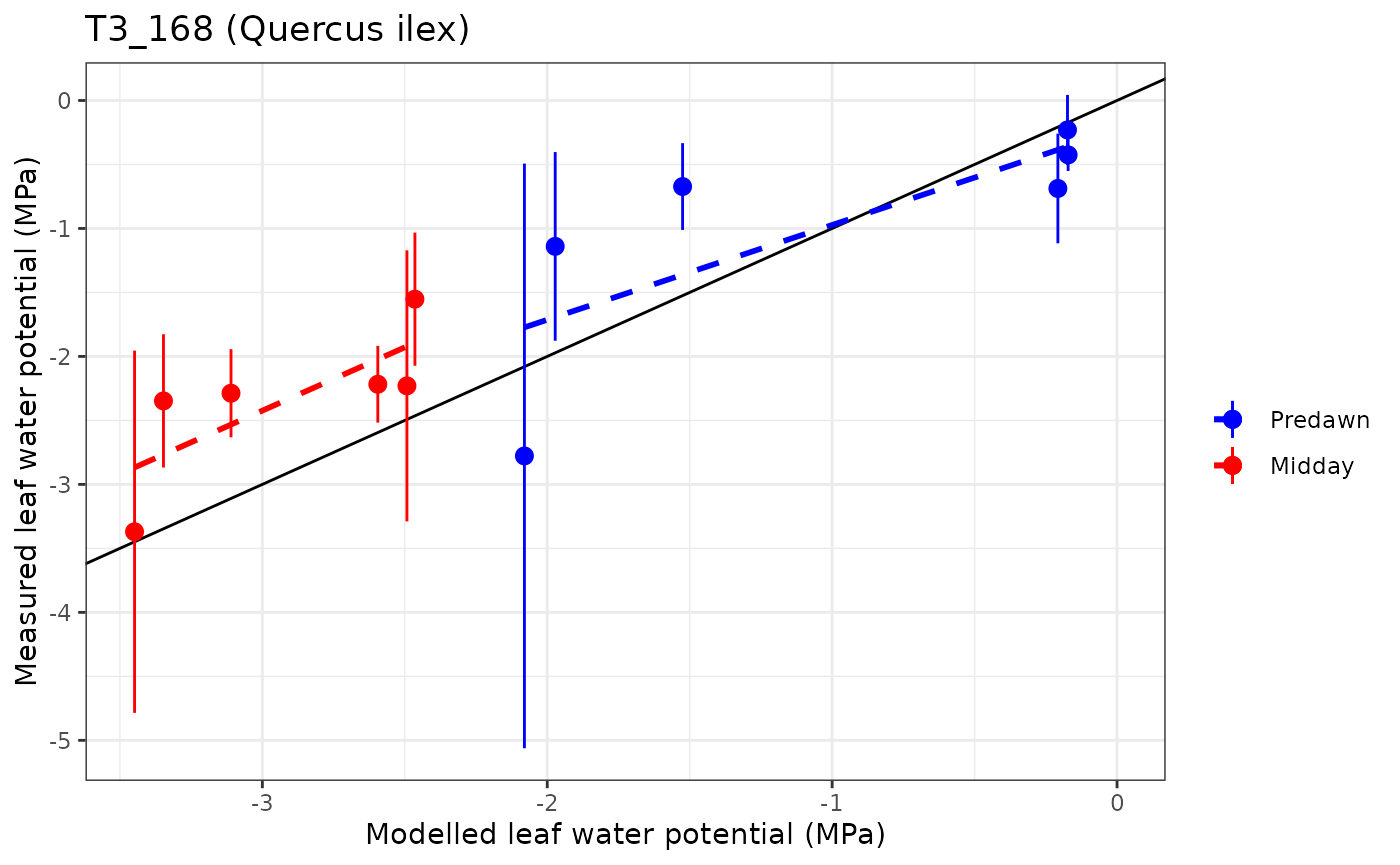 T3_168 (Quercus ilex)
Measured leaf water potential (MPa)
0
-1
-2
-3
-4
-5
-3
-2
-1
0
Modelled leaf water potential (MPa)
Predawn
Midday